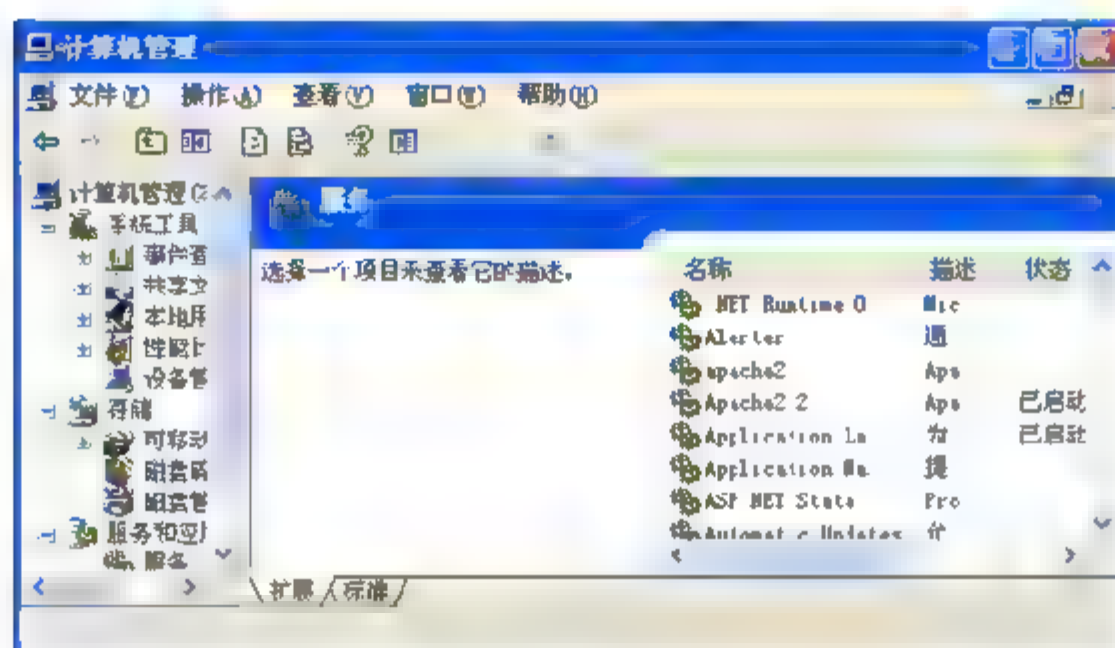 计算机管理
文件(F) 操作(A) 查看(V) 窗口(W) 帮助(H)
计算机管理(
系统工具
事件查
共享文
本地用
性能
设备管
存储
可移动
磁盘
磁盘管
服务和应
服务
服务
选择一个项目来查看它的描述。
名称 描述 状态
.NET Runtime O Mic
Alerter 通
apache2 Apa
Apache2.2 Apa 已启动
Application La 为 已启动
Application Ma 提
ASP.NET State Pro
Automatic Updates 允
扩展 标准